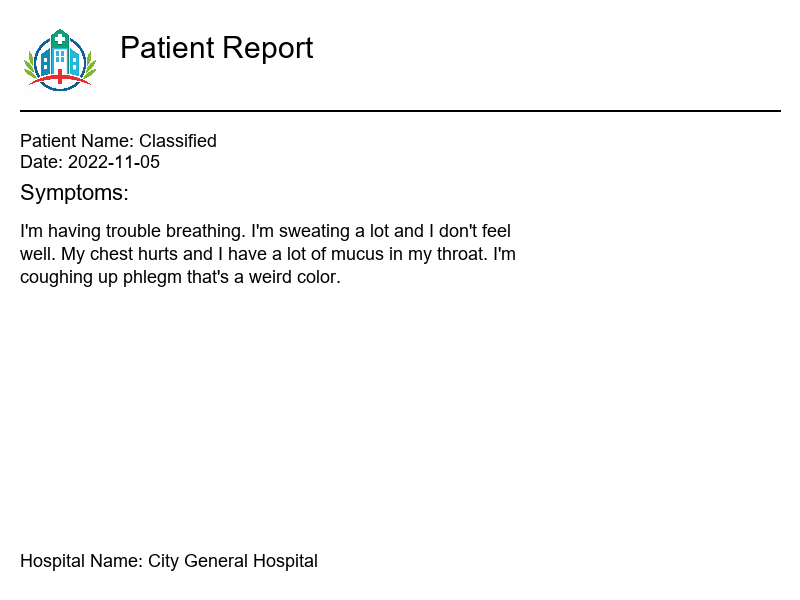 Patient Report
Patient Name: Classified
Date: 2022-11-05
Symptoms:
I'm having trouble breathing. I'm sweating a lot and I don't feel
well. My chest hurts and I have a lot of mucus in my throat. I'm
coughing up phlegm that's a weird color.
Hospital Name: City General Hospital